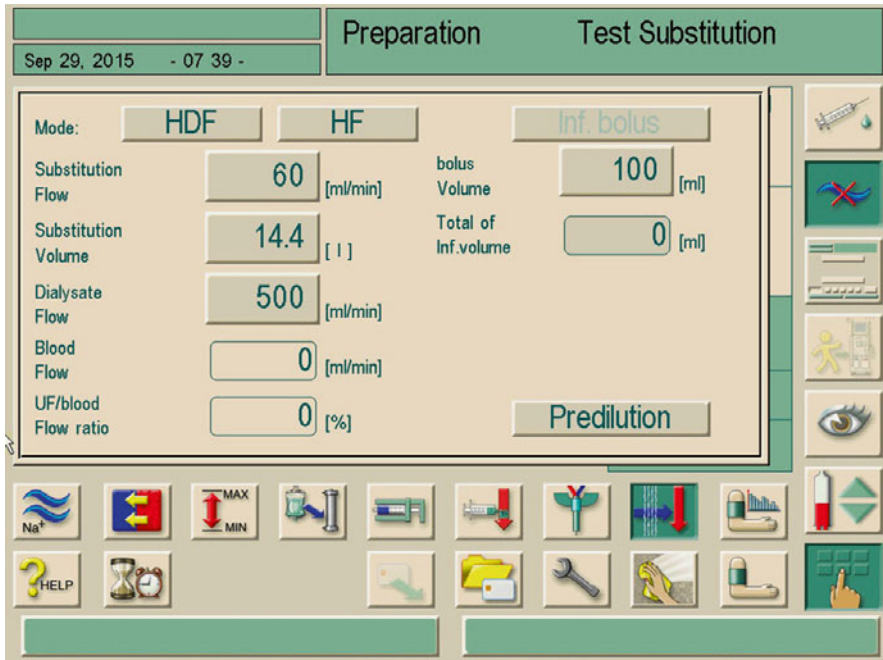 Preparation Test Substitution
Sep 29, 2015 - 07 39 -
Mode: HDF HF Inf. bolus
Substitution Flow 60 [ml/min]
bolus Volume 100 [ml]
Substitution Volume 14.4 [ l ]
Total of Inf.volume 0 [ml]
Dialysate Flow 500 [ml/min]
Blood Flow 0 [ml/min]
UF/blood Flow ratio 0 [%]
Predilution
Na+
MAX
MIN
HELP